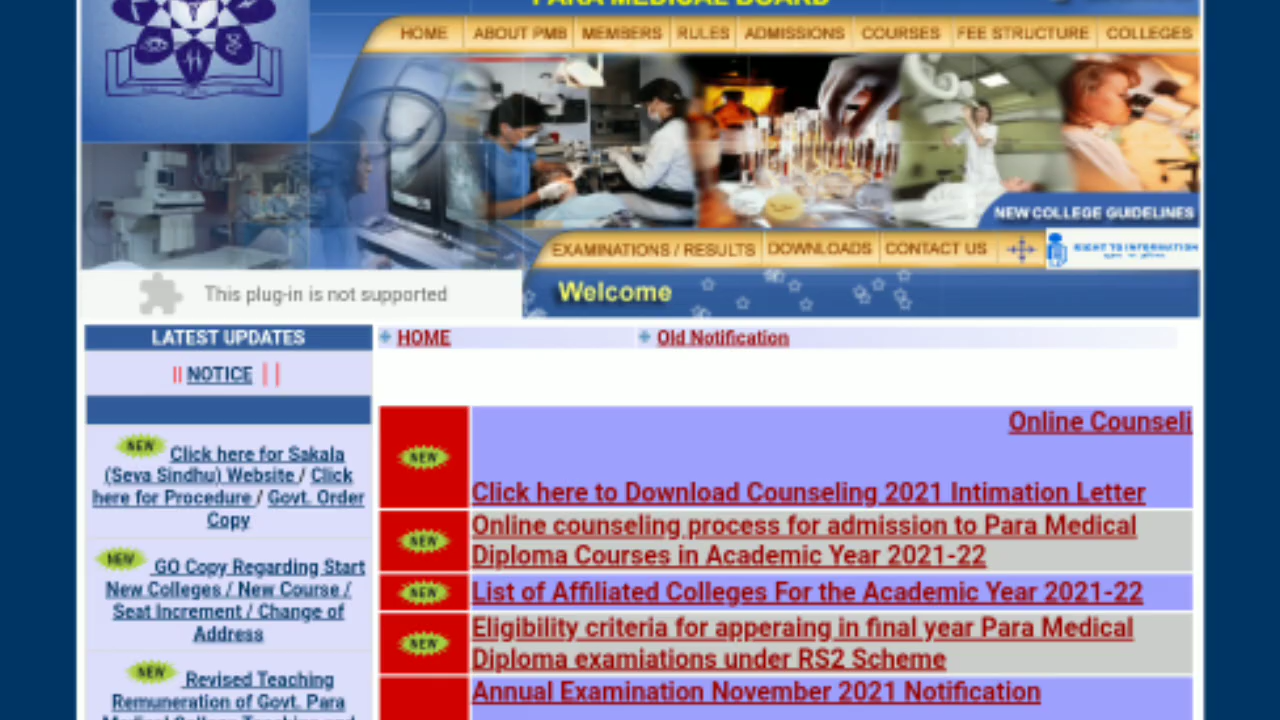 PARA MEDICAL BOARD
HOME ABOUT PMB MEMBERS RULES ADMISSIONS COURSES FEE STRUCTURE COLLEGES
NEW COLLEGE GUIDELINES
EXAMINATIONS / RESULTS DOWNLOADS CONTACT US
RIGHT TO INFORMATION
This plug-in is not supported
Welcome
LATEST UPDATES
|| NOTICE ||
NEW Click here for Sakala
(Seva Sindhu) Website / Click
here for Procedure / Govt. Order
Copy
NEW GO Copy Regarding Start
New Colleges / New Course /
Seat Increment / Change of
Address
NEW Revised Teaching
Remuneration of Govt. Para
Medical College Teaching and
HOME Old Notification
Online Counseli
NEW
Click here to Download Counseling 2021 Intimation Letter
NEW Online counseling process for admission to Para Medical
Diploma Courses in Academic Year 2021-22
NEW List of Affiliated Colleges For the Academic Year 2021-22
NEW Eligibility criteria for apperaing in final year Para Medical
Diploma examiations under RS2 Scheme
Annual Examination November 2021 Notification